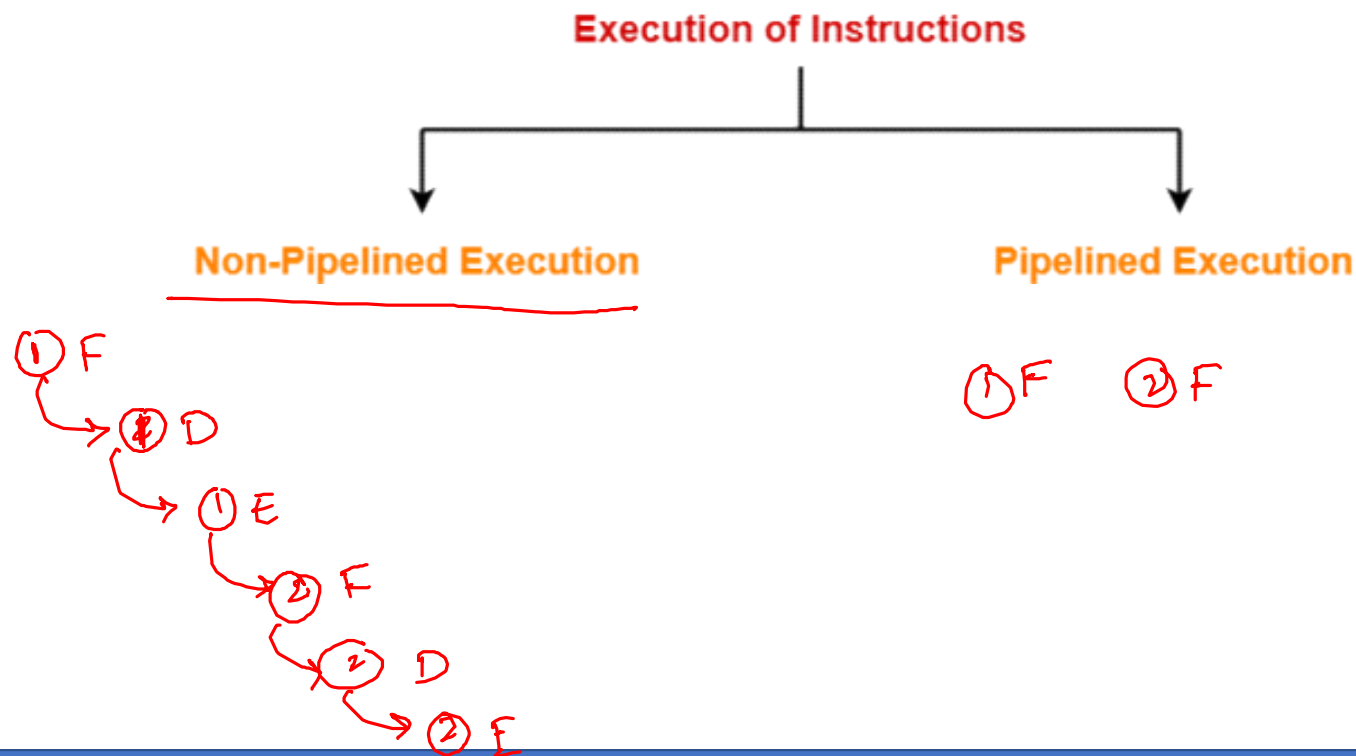 Execution of Instructions
Non-Pipelined Execution
Pipelined Execution
① F
① D
① E
② F
② D
② E
① F ② F